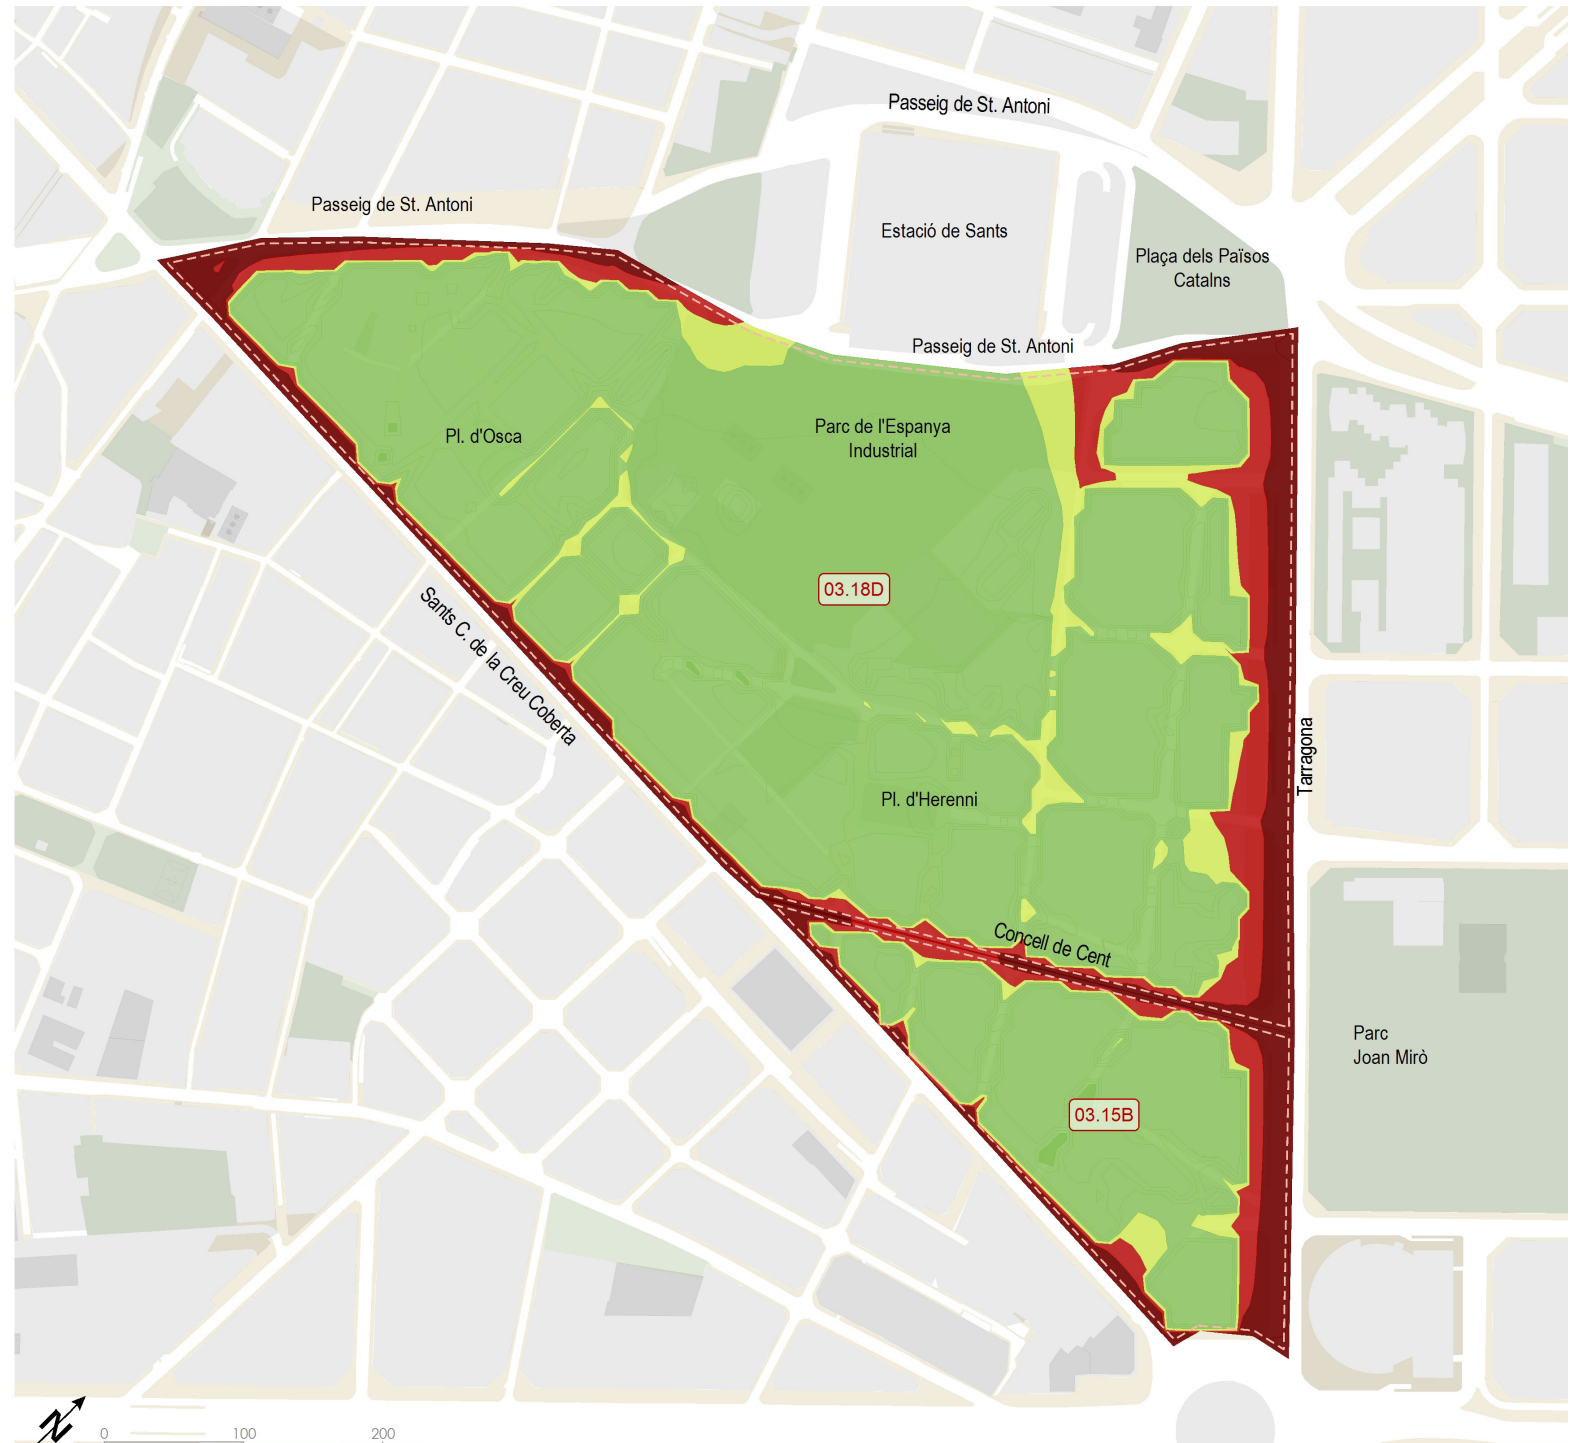 Passeig de St. Antoni
Passeig de St. Antoni
Estació de Sants
Plaça dels Països
Catalns
Passeig de St. Antoni
Parc de l'Espanya
Industrial
Pl. d'Osca
03.18D
Sants C. de la Creu Coberta
Tarragona
Pl. d'Herenni
Concell de Cent
Parc
Joan Mirò
03.15B
N
0 100 200